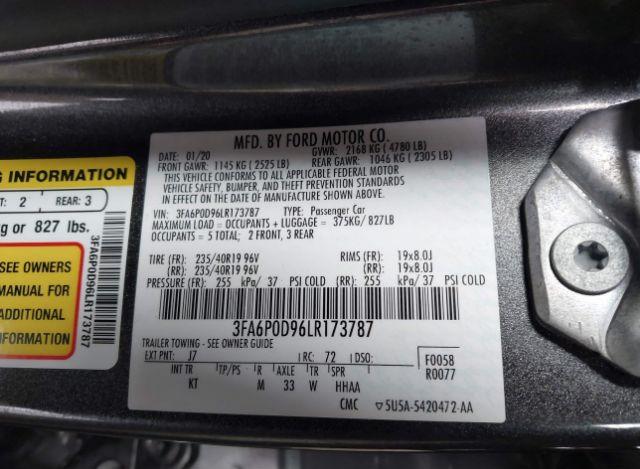 G INFORMATION
T: 2 REAR: 3
kg or 827 lbs.
SEE OWNERS
MANUAL FOR
ADDITIONAL
INFORMATION
3FA6P0D96LR173787
MFD. BY FORD MOTOR CO.
DATE: 01/20 GVWR: 2168 KG ( 4780 LB)
FRONT GAWR: 1145 KG ( 2525 LB) REAR GAWR: 1046 KG ( 2305 LB)
THIS VEHICLE CONFORMS TO ALL APPLICABLE FEDERAL MOTOR
VEHICLE SAFETY, BUMPER, AND THEFT PREVENTION STANDARDS
IN EFFECT ON THE DATE OF MANUFACTURE SHOWN ABOVE.
VIN: 3FA6P0D96LR173787 TYPE: Passenger Car
MAXIMUM LOAD = OCCUPANTS + LUGGAGE = 375KG/827LB
OCCUPANTS = 5 TOTAL: 2 FRONT, 3 REAR
TIRE (FR): 235/40R19 96V RIMS (FR): 19x8.0J
(RR): 235/40R19 96V (RR): 19x8.0J
PRESSURE (FR): 255 kPa/ 37 PSI COLD (RR): 255 kPa/ 37 PSI COLD
3FA6P0D96LR173787
TRAILER TOWING - SEE OWNER GUIDE
EXT PNT: J7 RC: 72 DSO: F0058
INT TR TP/PS R AXLE TR SPR R0077
KT M 33 W HHAA
CMC ▽5U5A-5420472-AA